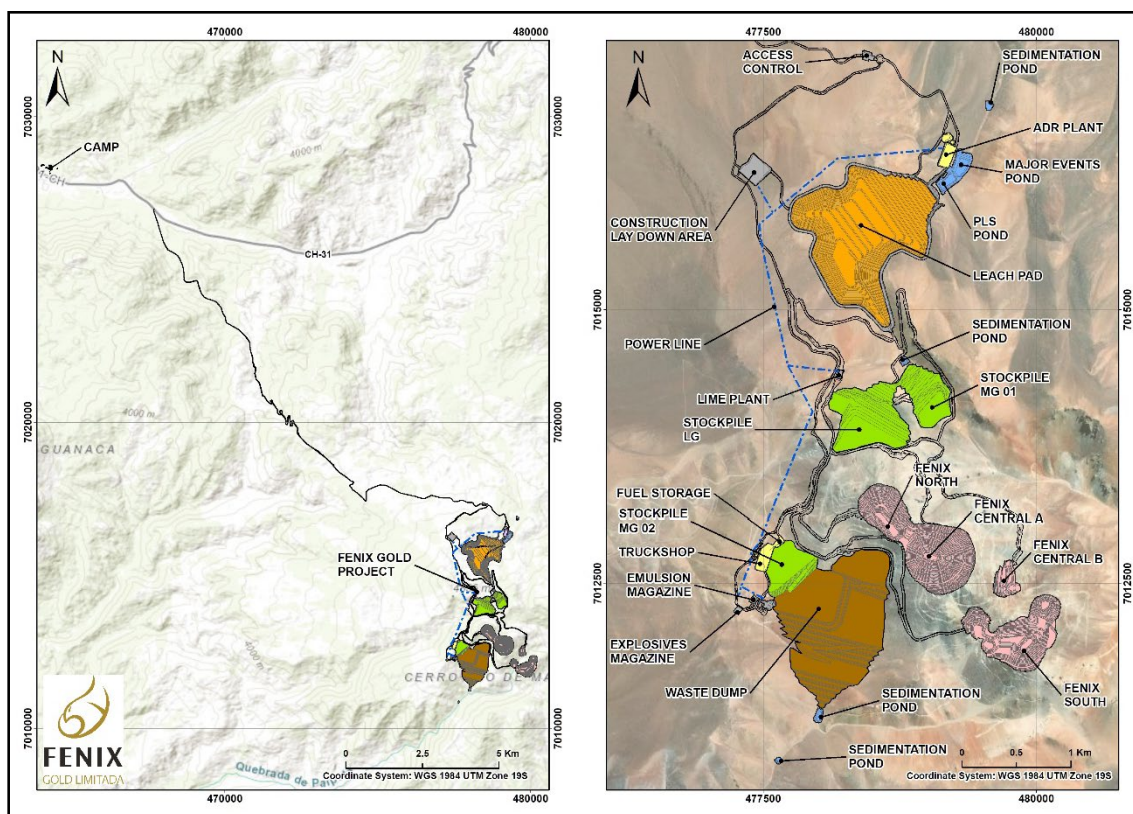 470000
480000
N
7030000
7030000
CAMP
4000 m
31-CH
CH-31
4000 m
7020000
7020000
GUANACA
FENIX GOLD
PROJECT
7010000
7010000
FENIX
GOLD LIMITADA
0 2.5 5 Km
Coordinate System: WGS 1984 UTM Zone 19S
470000
480000
477500
480000
N
ACCESS
CONTROL
SEDIMENTATION
POND
ADR PLANT
MAJOR EVENTS
POND
CONSTRUCTION
LAY DOWN AREA
PLS
POND
LEACH PAD
7015000
7015000
POWER LINE
SEDIMENTATION
POND
LIME PLANT
STOCKPILE
MG 01
STOCKPILE
LG
FENIX
NORTH
FUEL STORAGE
STOCKPILE
MG 02
FENIX
CENTRAL A
TRUCKSHOP
FENIX
CENTRAL B
7012500
7012500
EMULSION
MAGAZINE
EXPLOSIVES
MAGAZINE
WASTE DUMP
SEDIMENTATION
POND
FENIX
SOUTH
SEDIMENTATION
POND
0 0.5 1 Km
Coordinate System: WGS 1984 UTM Zone 19S
477500
480000